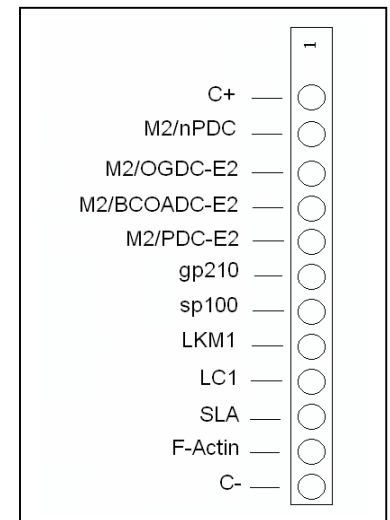 1
C+
M2/nPDC
M2/OGDC-E2
M2/BCOADC-E2
M2/PDC-E2
gp210
sp100
LKM1
LC1
SLA
F-Actin
C-